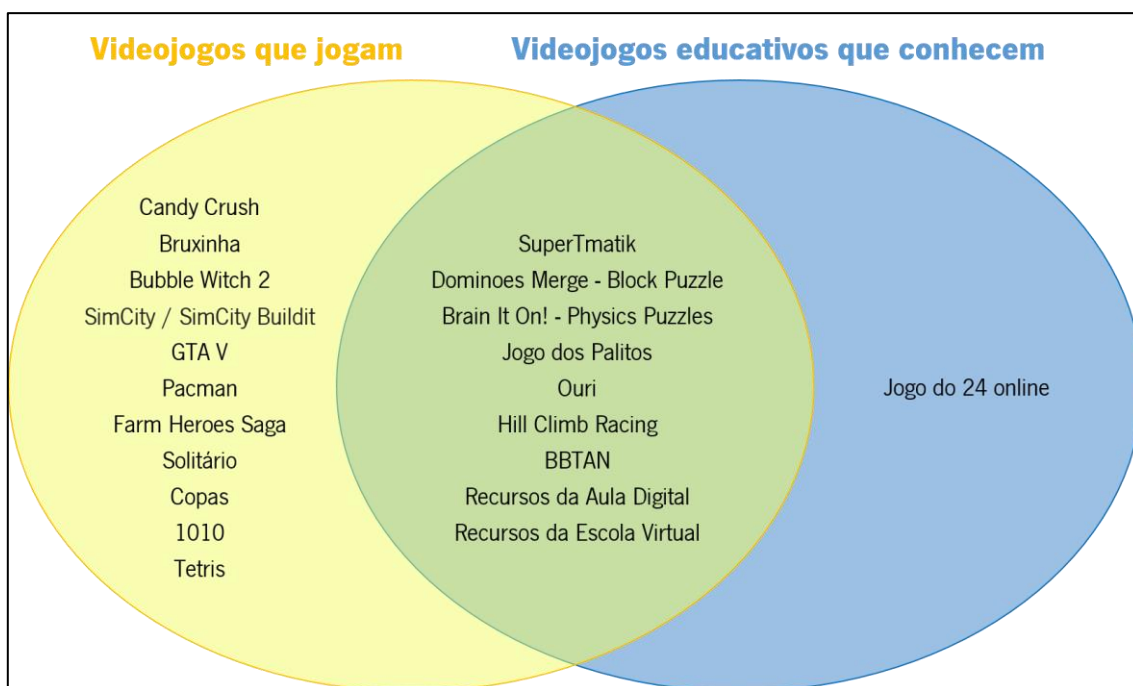 Videojogos que jogam
Videojogos educativos que conhecem
Candy Crush
Bruxinha
Bubble Witch 2
SimCity / SimCity Buildit
GTA V
Pacman
Farm Heroes Saga
Solitário
Copas
1010
Tetris
SuperTmatik
Dominoes Merge - Block Puzzle
Brain It On! - Physics Puzzles
Jogo dos Palitos
Ouri
Hill Climb Racing
BBTAN
Recursos da Aula Digital
Recursos da Escola Virtual
Jogo do 24 online